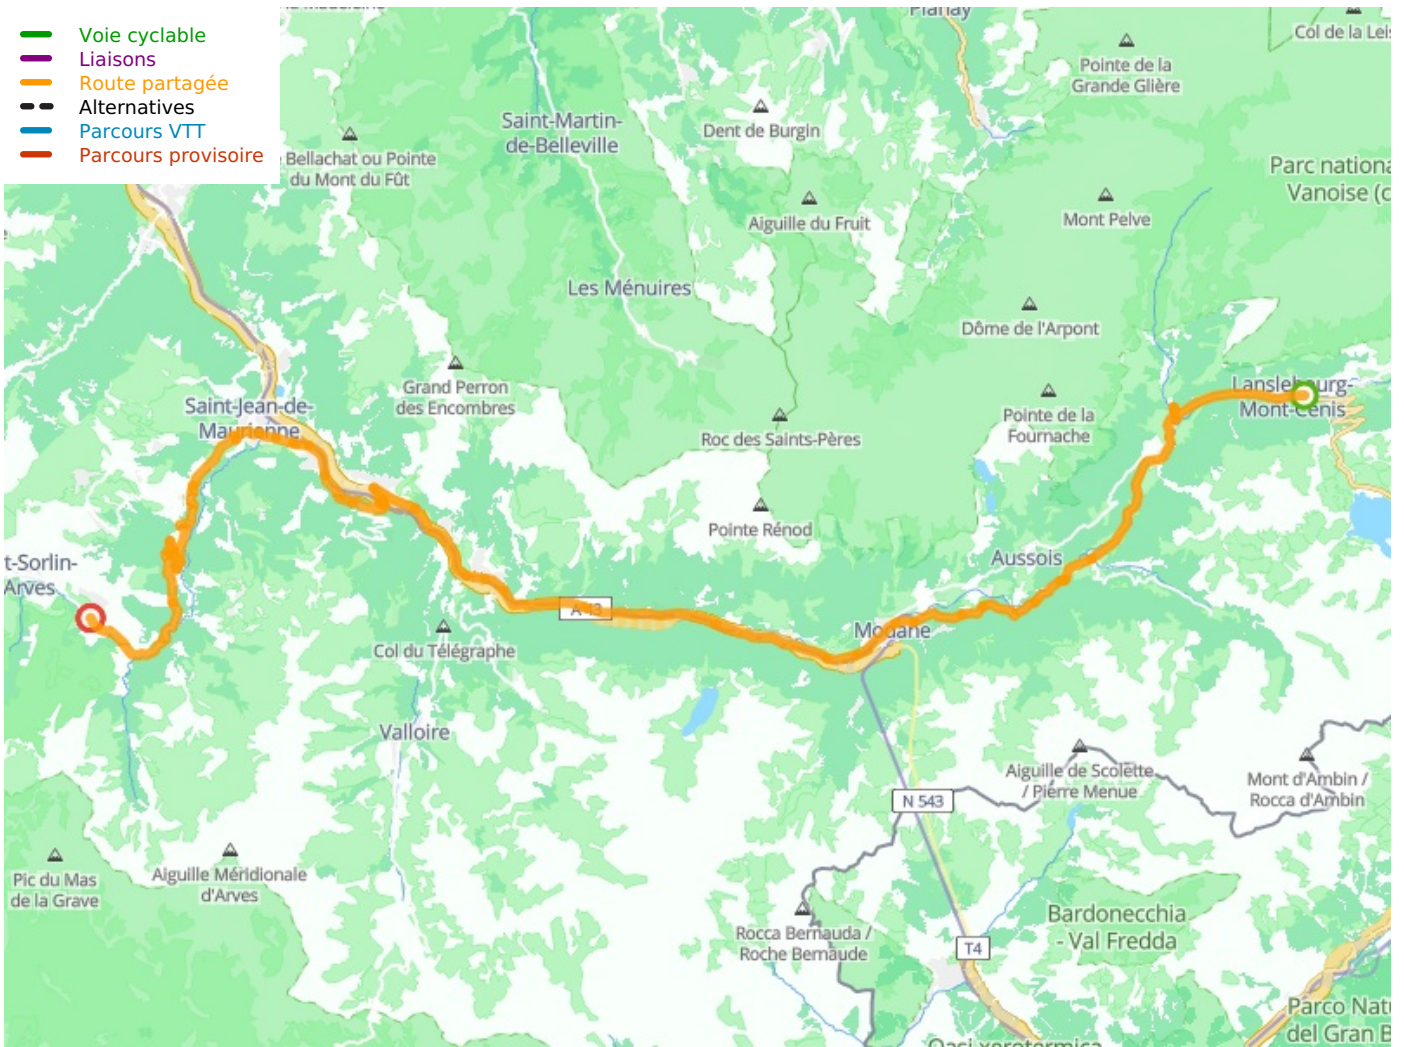 Voie cyclable
Liaisons
Route partagée
Alternatives
Parcours VTT
Parcours provisoire
Planay
Col de la Leis
Pointe de la
Grande Glière
Saint-Martin-
de-Belleville
Dent de Burgin
Bellachat ou Pointe
du Mont du Fût
Parc nationa
Vanoise (c
Aiguille du Fruit
Mont Pelve
Les Ménuires
Dôme de l'Arpont
Grand Perron
des Encombres
Lanslebourg-
Mont-Cenis
Saint-Jean-de-
Maurienne
Pointe de la
Fournache
Roc des Saints-Pères
Pointe Rénod
Aussois
t-Sorlin-
Arves
A 43
Modane
Col du Télégraphe
Valloire
Aiguille de Scolette
/ Pierre Menue
Mont d'Ambin /
Rocca d'Ambin
N 543
Aiguille Méridionale
d'Arves
Pic du Mas
de la Grave
Bardonecchia
- Val Fredda
Rocca Bernauda /
Roche Bernaude
T4
Parco Natu
del Gran B
Oasi xerotermica